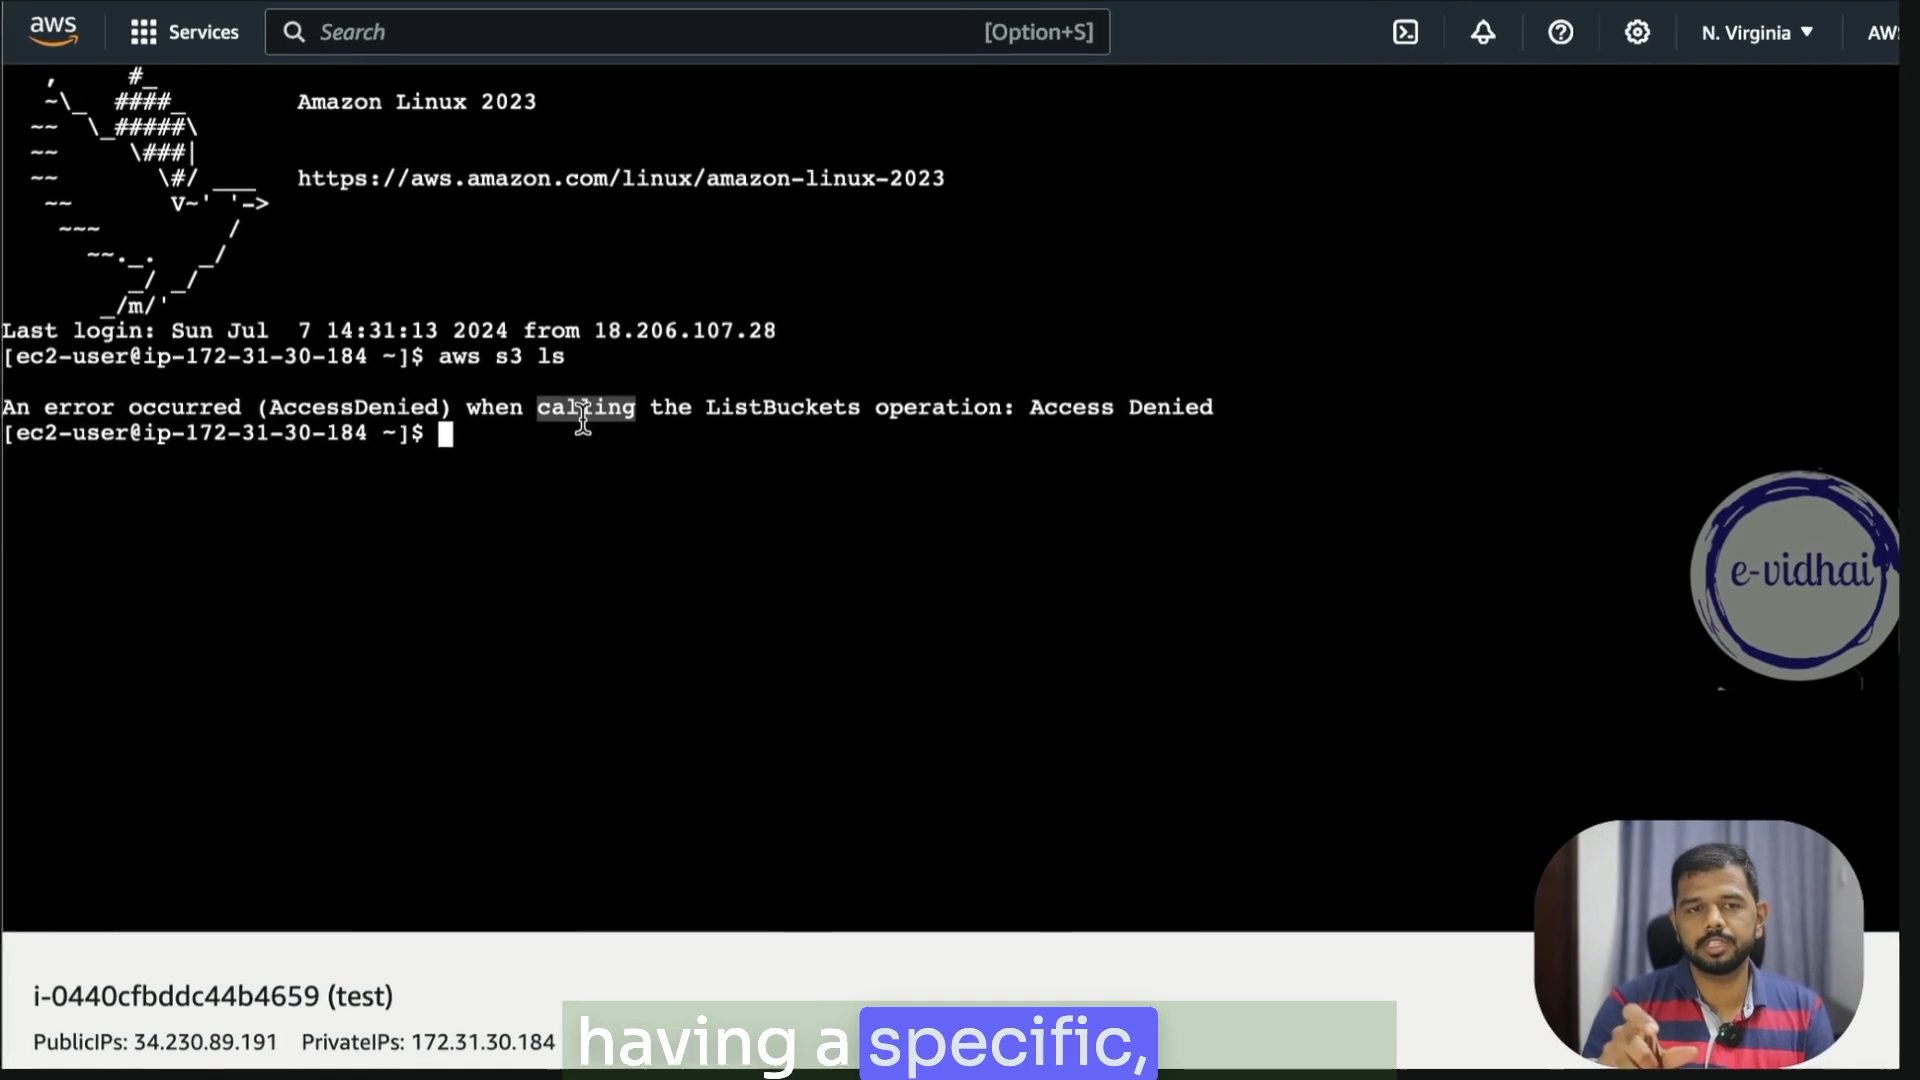 aws Services Search [Option+S] N. Virginia AW
Amazon Linux 2023
https://aws.amazon.com/linux/amazon-linux-2023
Last login: Sun Jul  7 14:31:13 2024 from 18.206.107.28
[ec2-user@ip-172-31-30-184 ~]$ aws s3 ls
An error occurred (AccessDenied) when calling the ListBuckets operation: Access Denied
[ec2-user@ip-172-31-30-184 ~]$
e-vidhai
i-0440cfbddc44b4659 (test)
PublicIPs: 34.230.89.191 PrivateIPs: 172.31.30.184
having a specific,